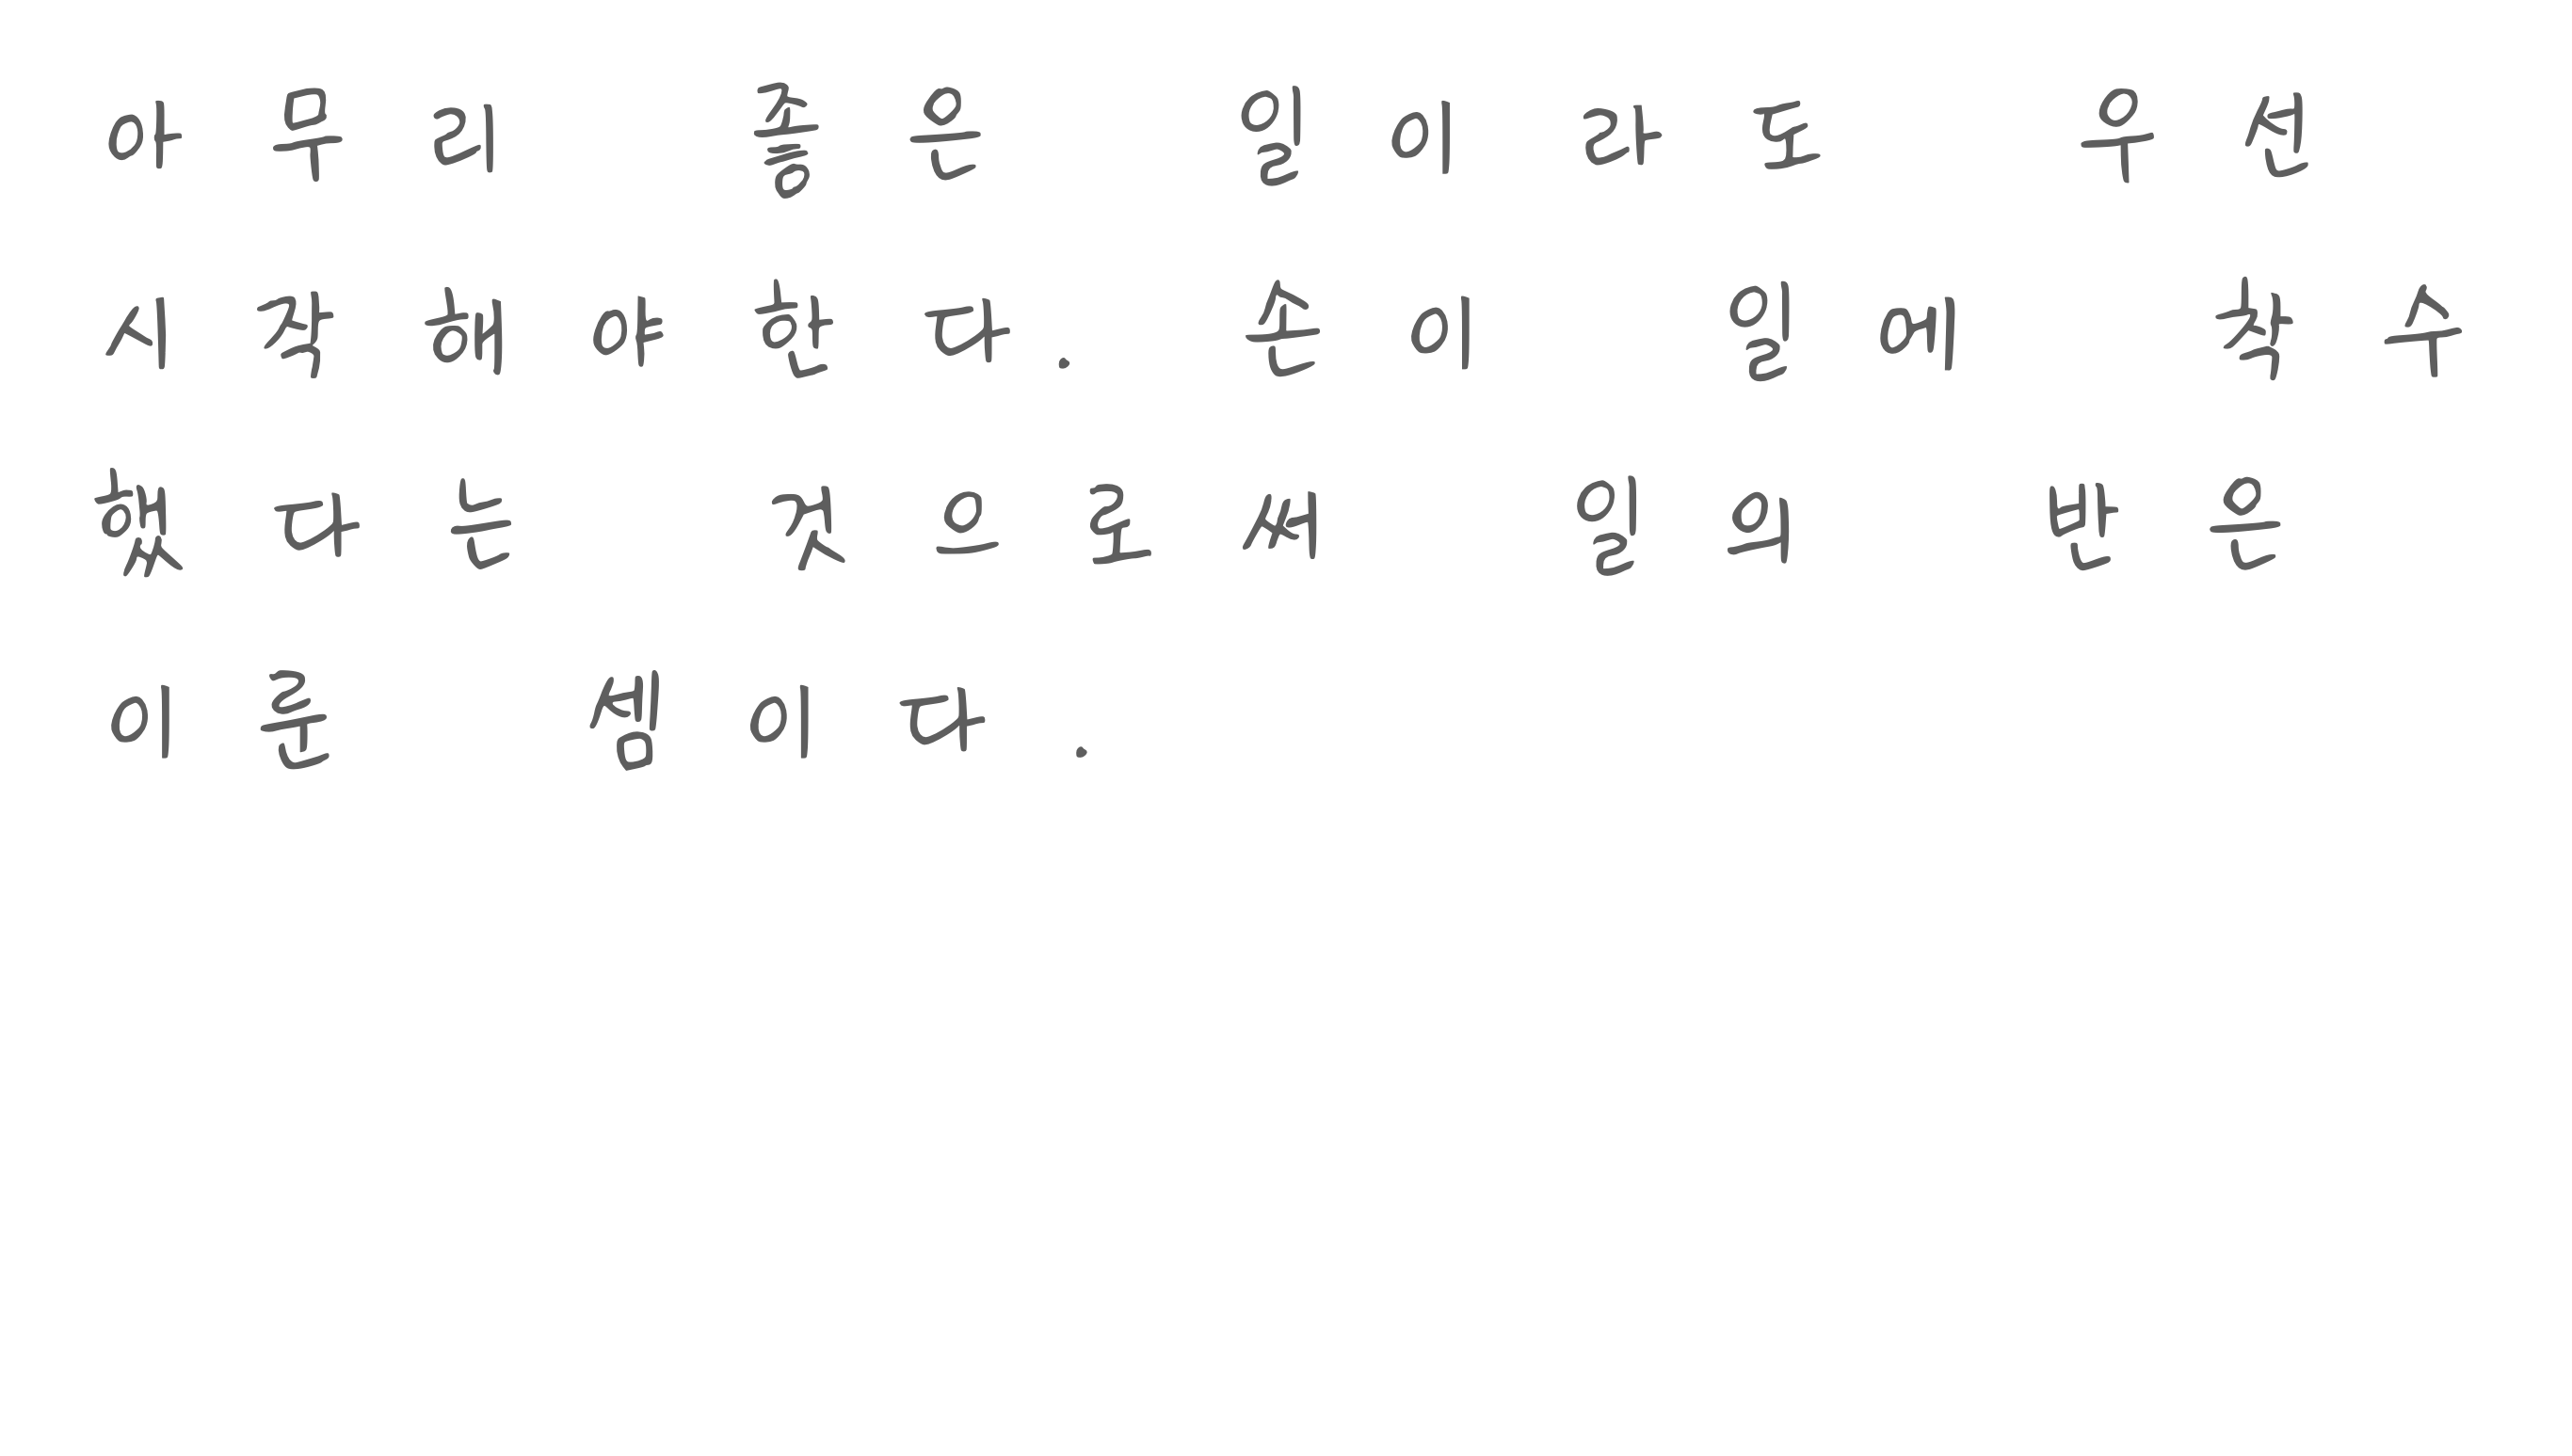 아무리 좋은 일이라도 우선
시작해야한다. 손이 일에 착수
했다는 것으로써 일의 반은
이룬 셈이다.